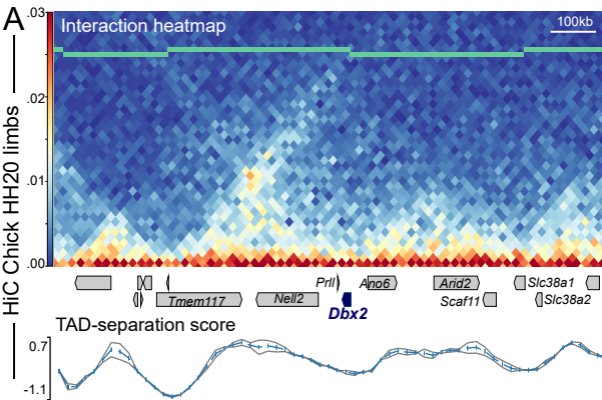 A
HiC Chick HH20 limbs
.03
.02
.01
.00
Interaction heatmap
100kb
Tmem117
Nell2
Prll
Dbx2
Ano6
Arid2
Scaf11
Slc38a1
Slc38a2
TAD-separation score
0.7
-1.1